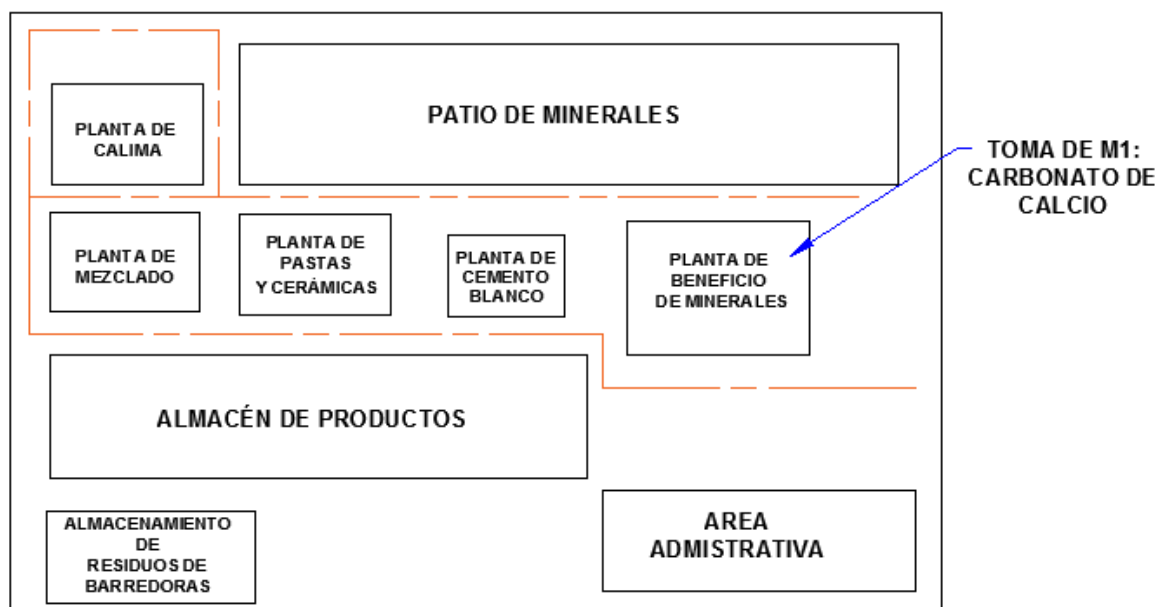 PLANTA DE
CALIMA
PATIO DE MINERALES
TOMA DE M1:
CARBONATO DE
CALCIO
PLANTA DE
MEZCLADO
PLANTA DE
PASTAS
Y CERÁMICAS
PLANTA DE
CEMENTO
BLANCO
PLANTA DE
BENEFICIO
DE MINERALES
ALMACÉN DE PRODUCTOS
ALMACENAMIENTO
DE
RESIDUOS DE
BARREDORAS
AREA
ADMISTRATIVA